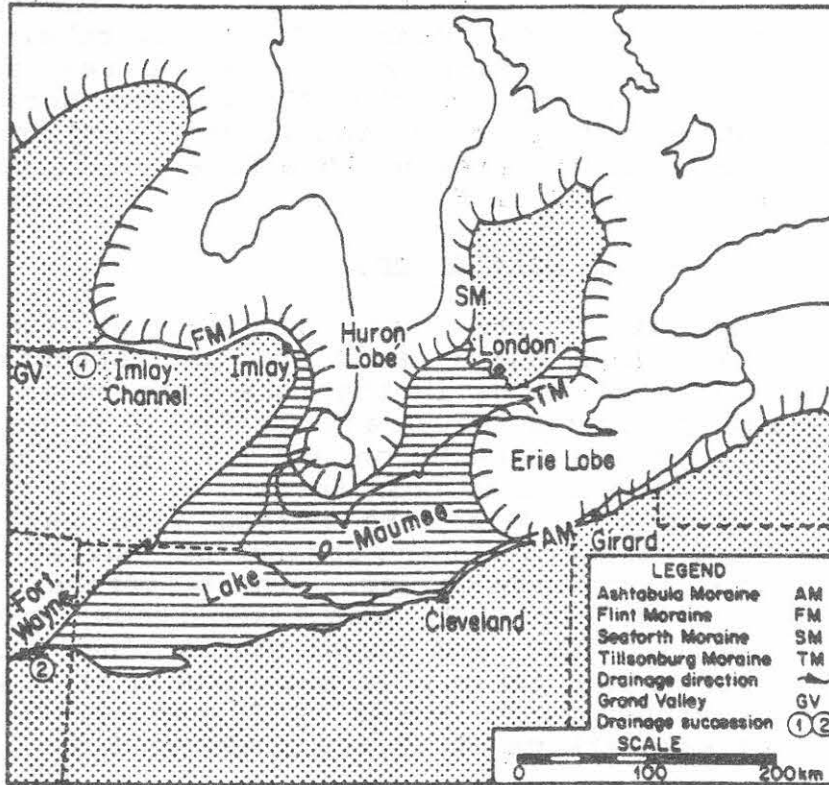 SM
FM
Huron
Lobe
London
GV
1
Imlay
Channel
Imlay
TM
Erie Lobe
Maumee
AM
Girard
Lake
Fort
Wayne
Cleveland
2
LEGEND
Ashtabula Moraine AM
Flint Moraine FM
Seaforth Moraine SM
Tillsonburg Moraine TM
Drainage direction
Grand Valley GV
Drainage succession 1 2
SCALE
0 100 200 km